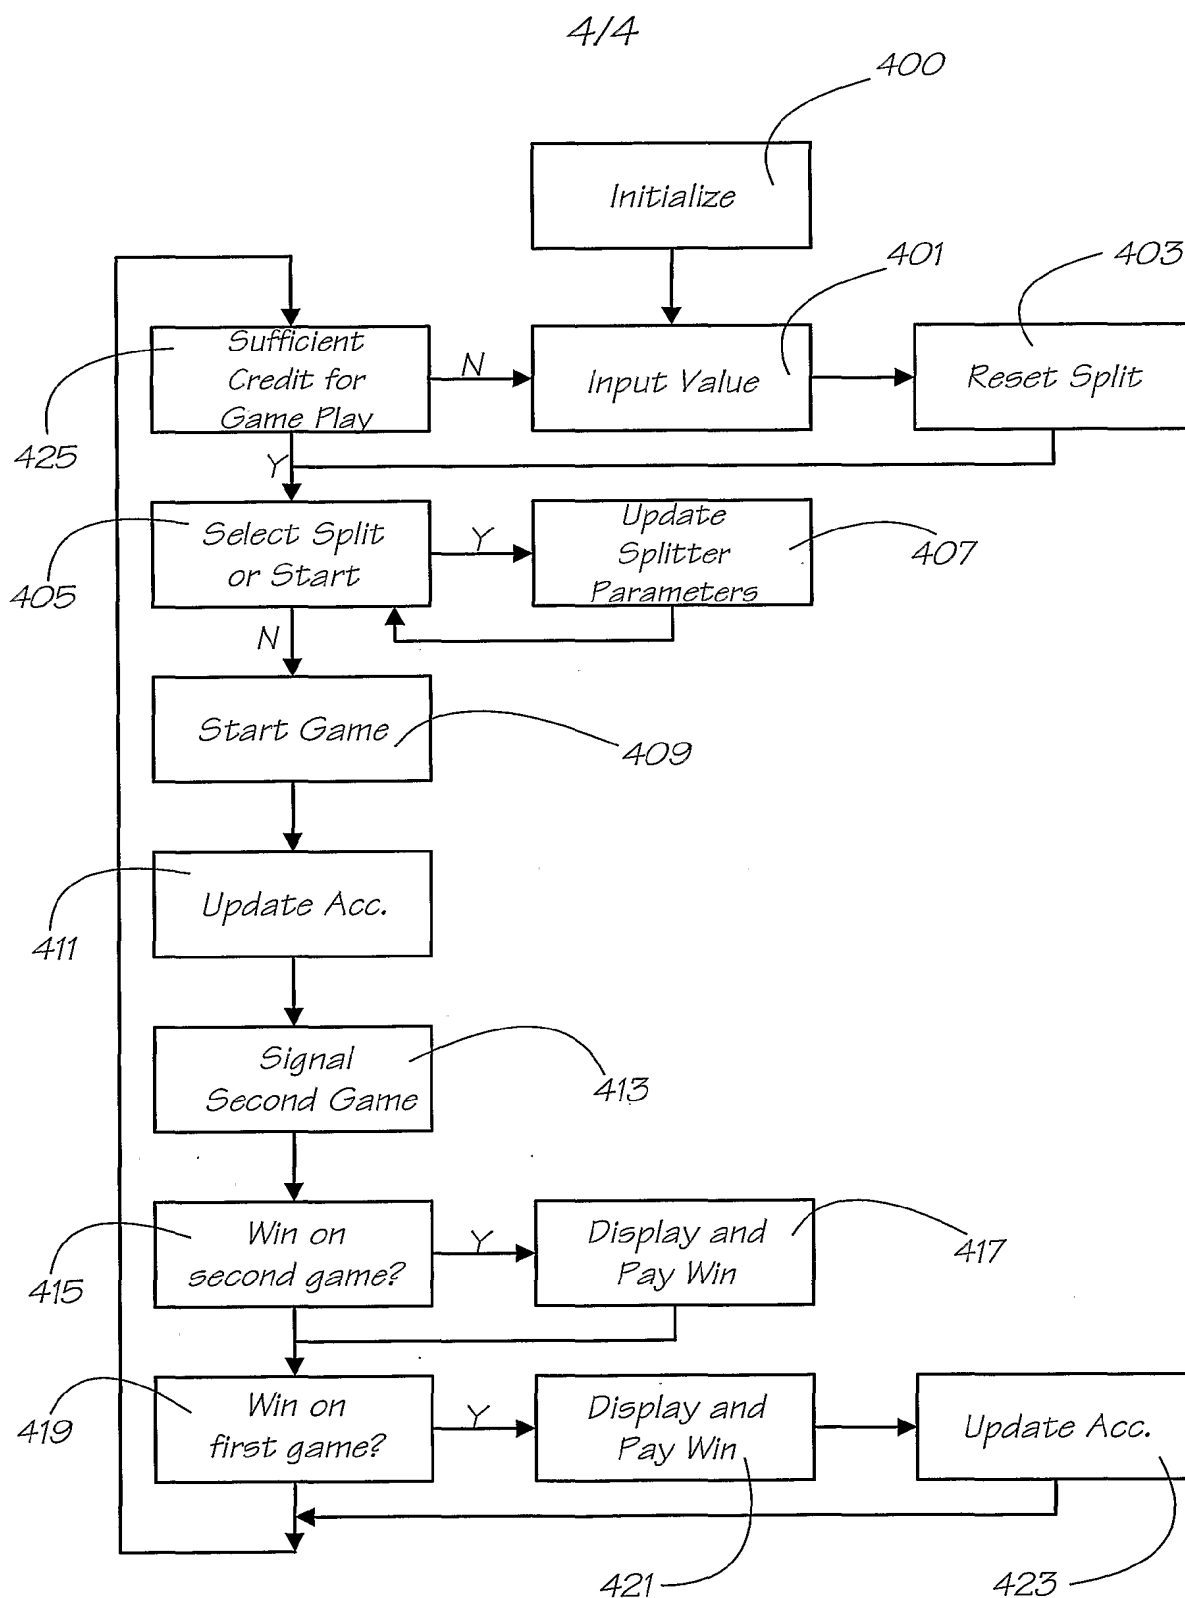 4/4
400
Initialize
401
403
Sufficient
Credit for
Game Play
N
Input Value
Reset Split
425
Y
Select Split
or Start
Y
Update
Splitter
Parameters
405
407
N
Start Game
409
Update Acc.
411
Signal
Second Game
413
Win on
second game?
Y
Display and
Pay Win
415
417
Win on
first game?
Y
Display and
Pay Win
Update Acc.
419
421
423